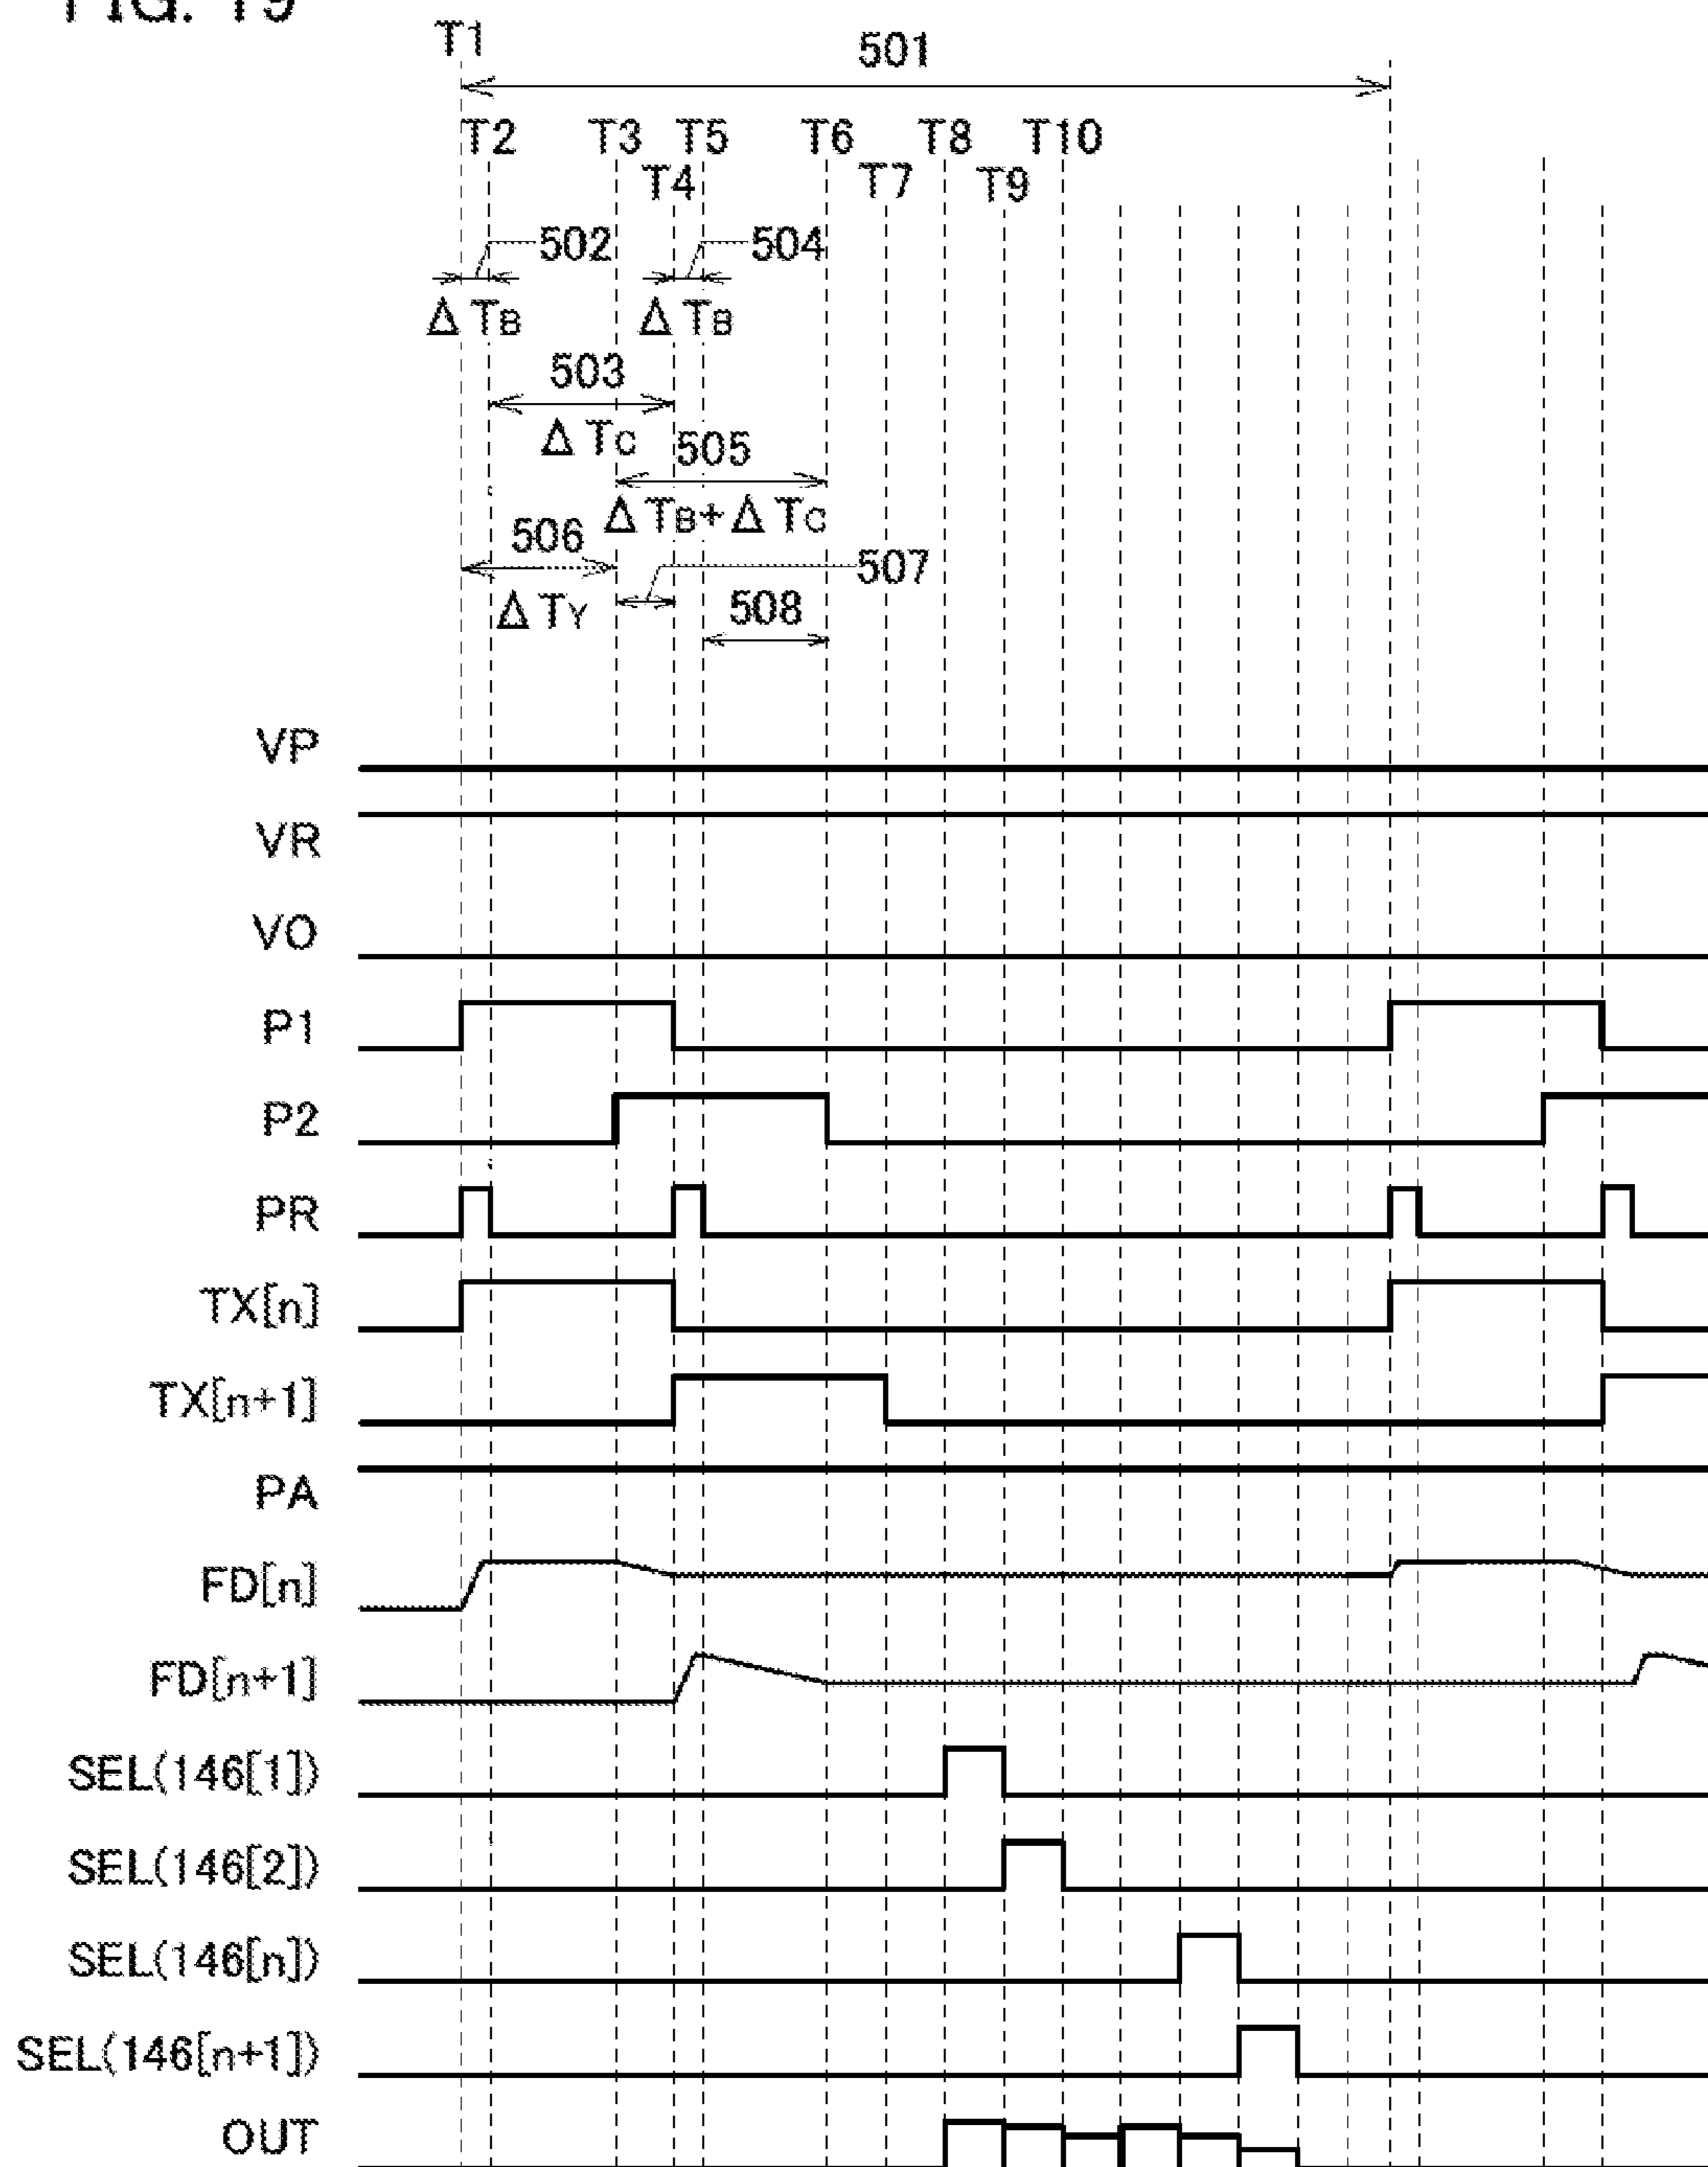 FIG. 19
T1
501
T2 T3 T5 T6 T8 T10
T4 T7 T9
502 504
ΔTB ΔTB
503
ΔTC
505
ΔTB+ΔTC
506
507
ΔTY
508
VP
VR
VO
P1
P2
PR
TX[n]
TX[n+1]
PA
FD[n]
FD[n+1]
SEL(146[1])
SEL(146[2])
SEL(146[n])
SEL(146[n+1])
OUT